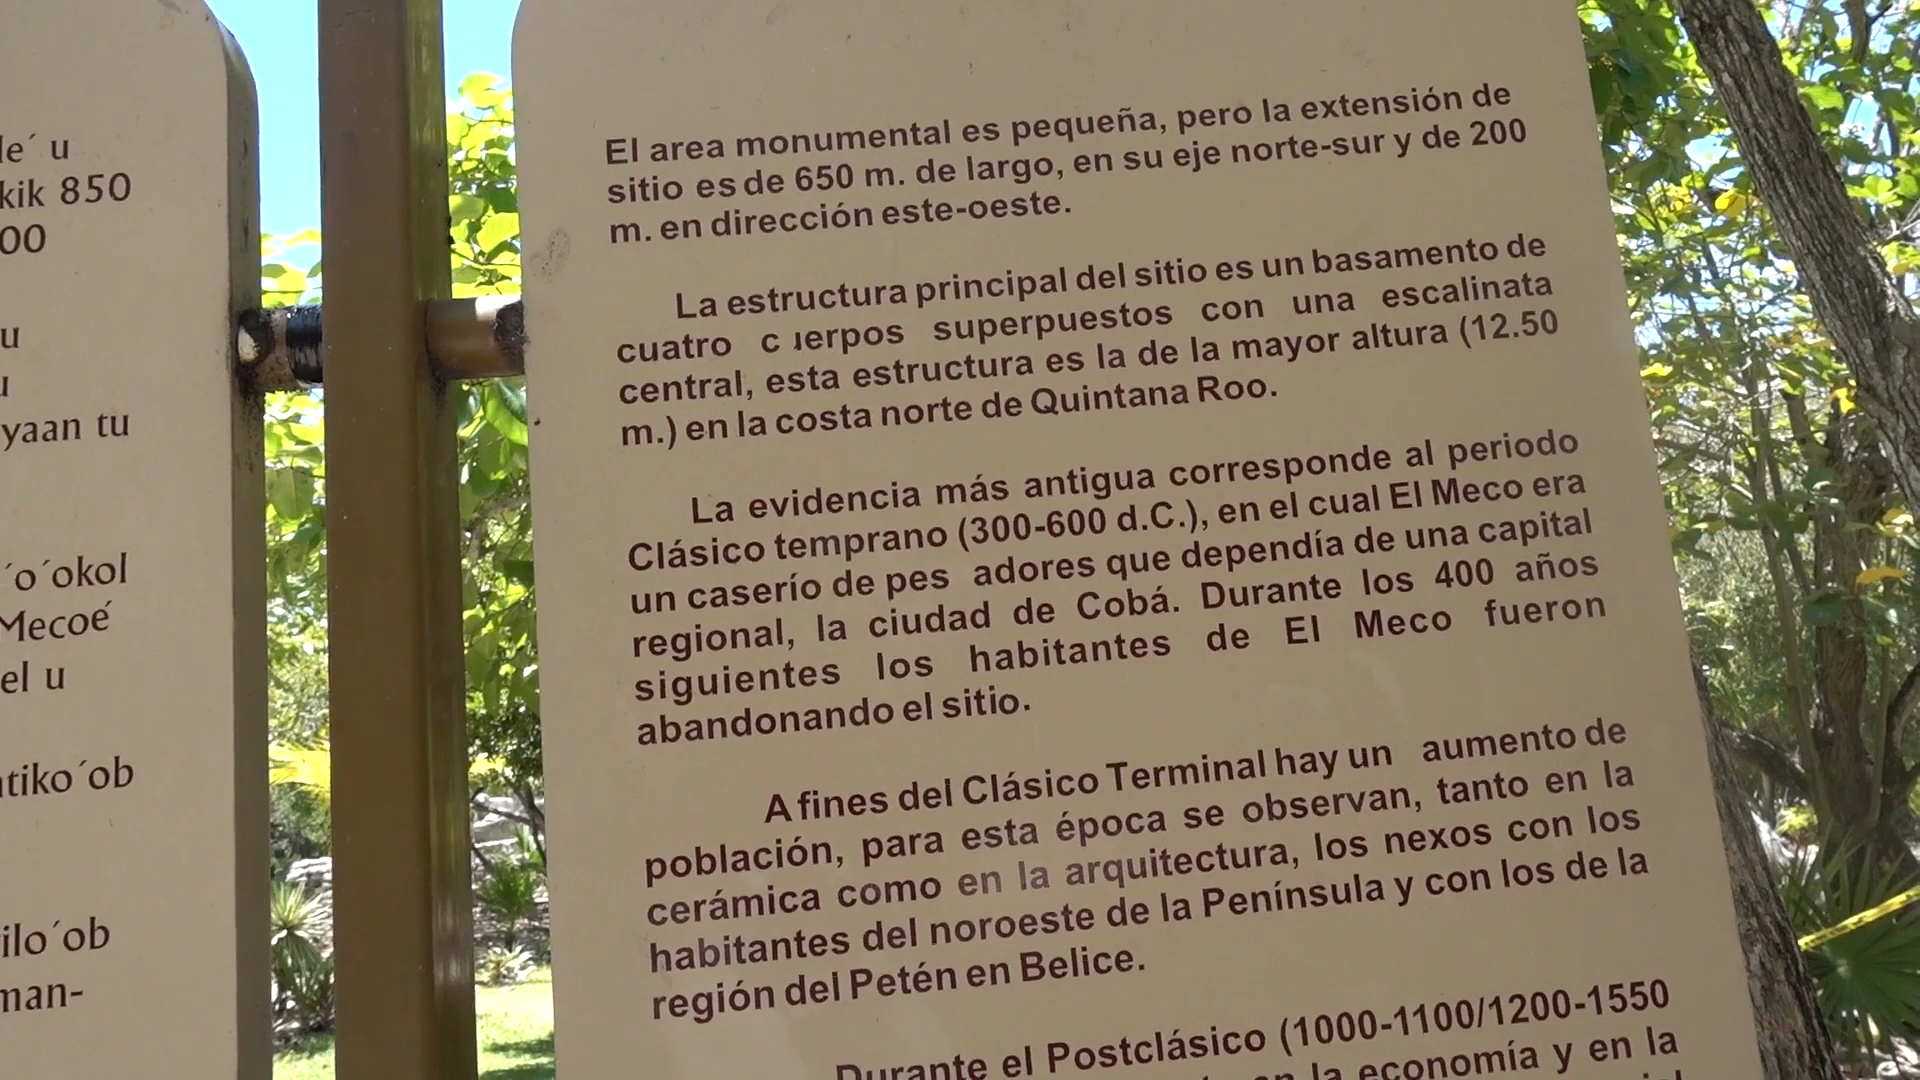 le´ u
kik 850
00
u
yaan tu
´o´okol
Mecoé
el u
tiko´ob
ilo´ob
man-
El area monumental es pequeña, pero la extensión de
sitio es de 650 m. de largo, en su eje norte-sur y de 200
m. en dirección este-oeste.
La estructura principal del sitio es un basamento de
cuatro c uerpos superpuestos con una escalinata
central, esta estructura es la de la mayor altura (12.50
m.) en la costa norte de Quintana Roo.
La evidencia más antigua corresponde al periodo
Clásico temprano (300-600 d.C.), en el cual El Meco era
un caserío de pes adores que dependía de una capital
regional, la ciudad de Cobá. Durante los 400 años
siguientes los habitantes de El Meco fueron
abandonando el sitio.
A fines del Clásico Terminal hay un aumento de
población, para esta época se observan, tanto en la
cerámica como en la arquitectura, los nexos con los
habitantes del noroeste de la Península y con los de la
región del Petén en Belice.
Durante el Postclásico (1000-1100/1200-1550
en la economía y en la